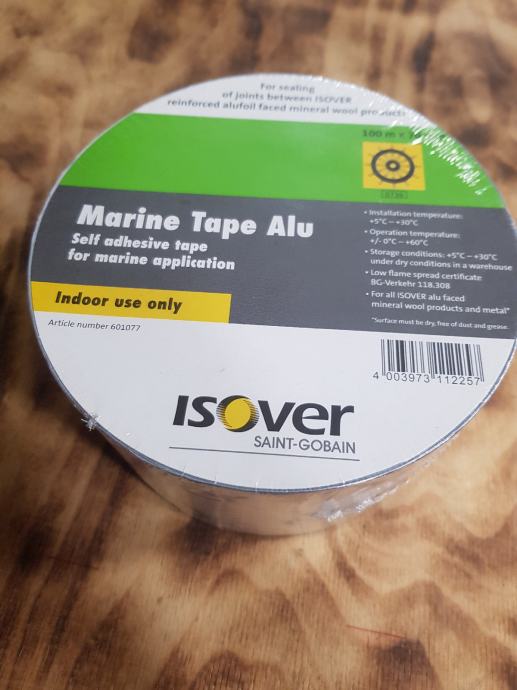 For sealing
of joints between ISOVER
reinforced alufoil faced mineral wool products
100 m ×
Marine Tape Alu
Self adhesive tape
for marine application
Indoor use only
Article number 601077
• Installation temperature:
+5°C – +30°C
• Operation temperature:
+/- 0°C – +60°C
• Storage conditions: +5°C – +30°C
under dry conditions in a warehouse
• Low flame spread certificate
BG-Verkehr 118.308
• For all ISOVER alu faced
mineral wool products and metal*
*Surface must be dry, free of dust and grease.
4 003973 112257
ISOVER
SAINT-GOBAIN